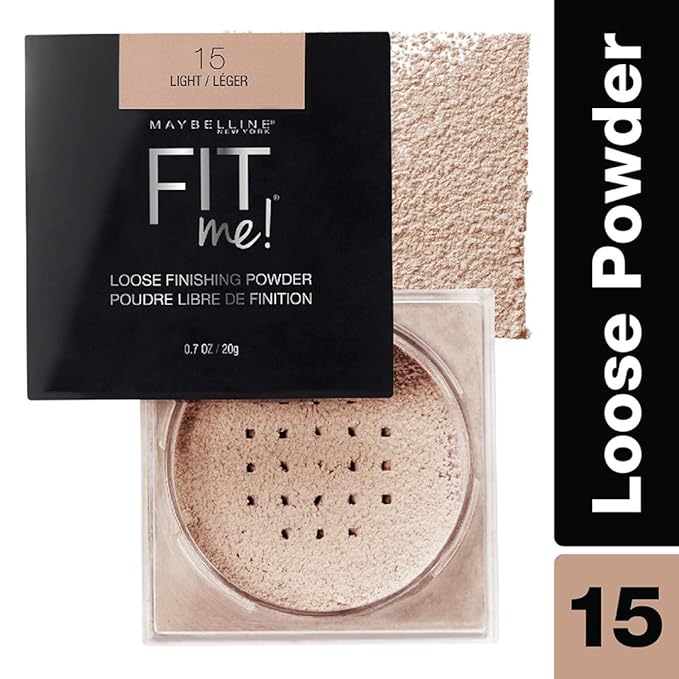 15
LIGHT / LÉGER
MAYBELLINE®
NEW YORK
FIT
me!®
LOOSE FINISHING POWDER
POUDRE LIBRE DE FINITION
0.7 OZ / 20g
Loose Powder
15